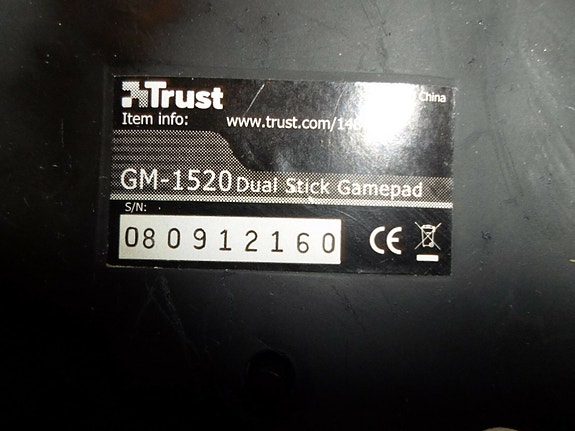 Trust
China
Item info: www.trust.com/14
GM-1520 Dual Stick Gamepad
S/N:
080912160
CE